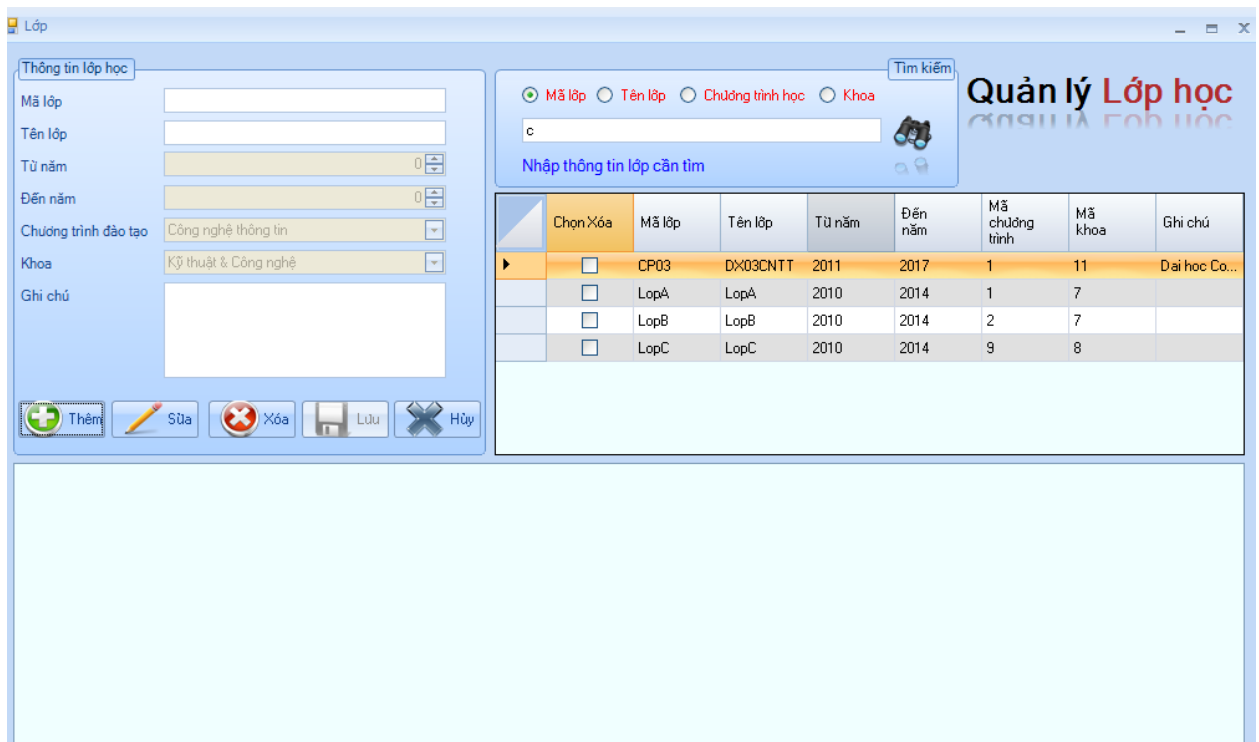 Lớp
Thông tin lớp học
Mã lớp
Tên lớp
Từ năm 0
Đến năm 0
Chương trình đào tạo Công nghệ thông tin
Khoa Kỹ thuật & Công nghệ
Ghi chú
Thêm Sửa Xóa Lưu Hủy
Tìm kiếm
Mã lớp Tên lớp Chương trình học Khoa
c
Nhập thông tin lớp cần tìm
Quản lý Lớp học
Chọn Xóa Mã lớp Tên lớp Từ năm Đến năm Mã chương trình Mã khoa Ghi chú
CP03 DX03CNTT 2011 2017 1 11 Dai hoc Co...
LopA LopA 2010 2014 1 7
LopB LopB 2010 2014 2 7
LopC LopC 2010 2014 9 8